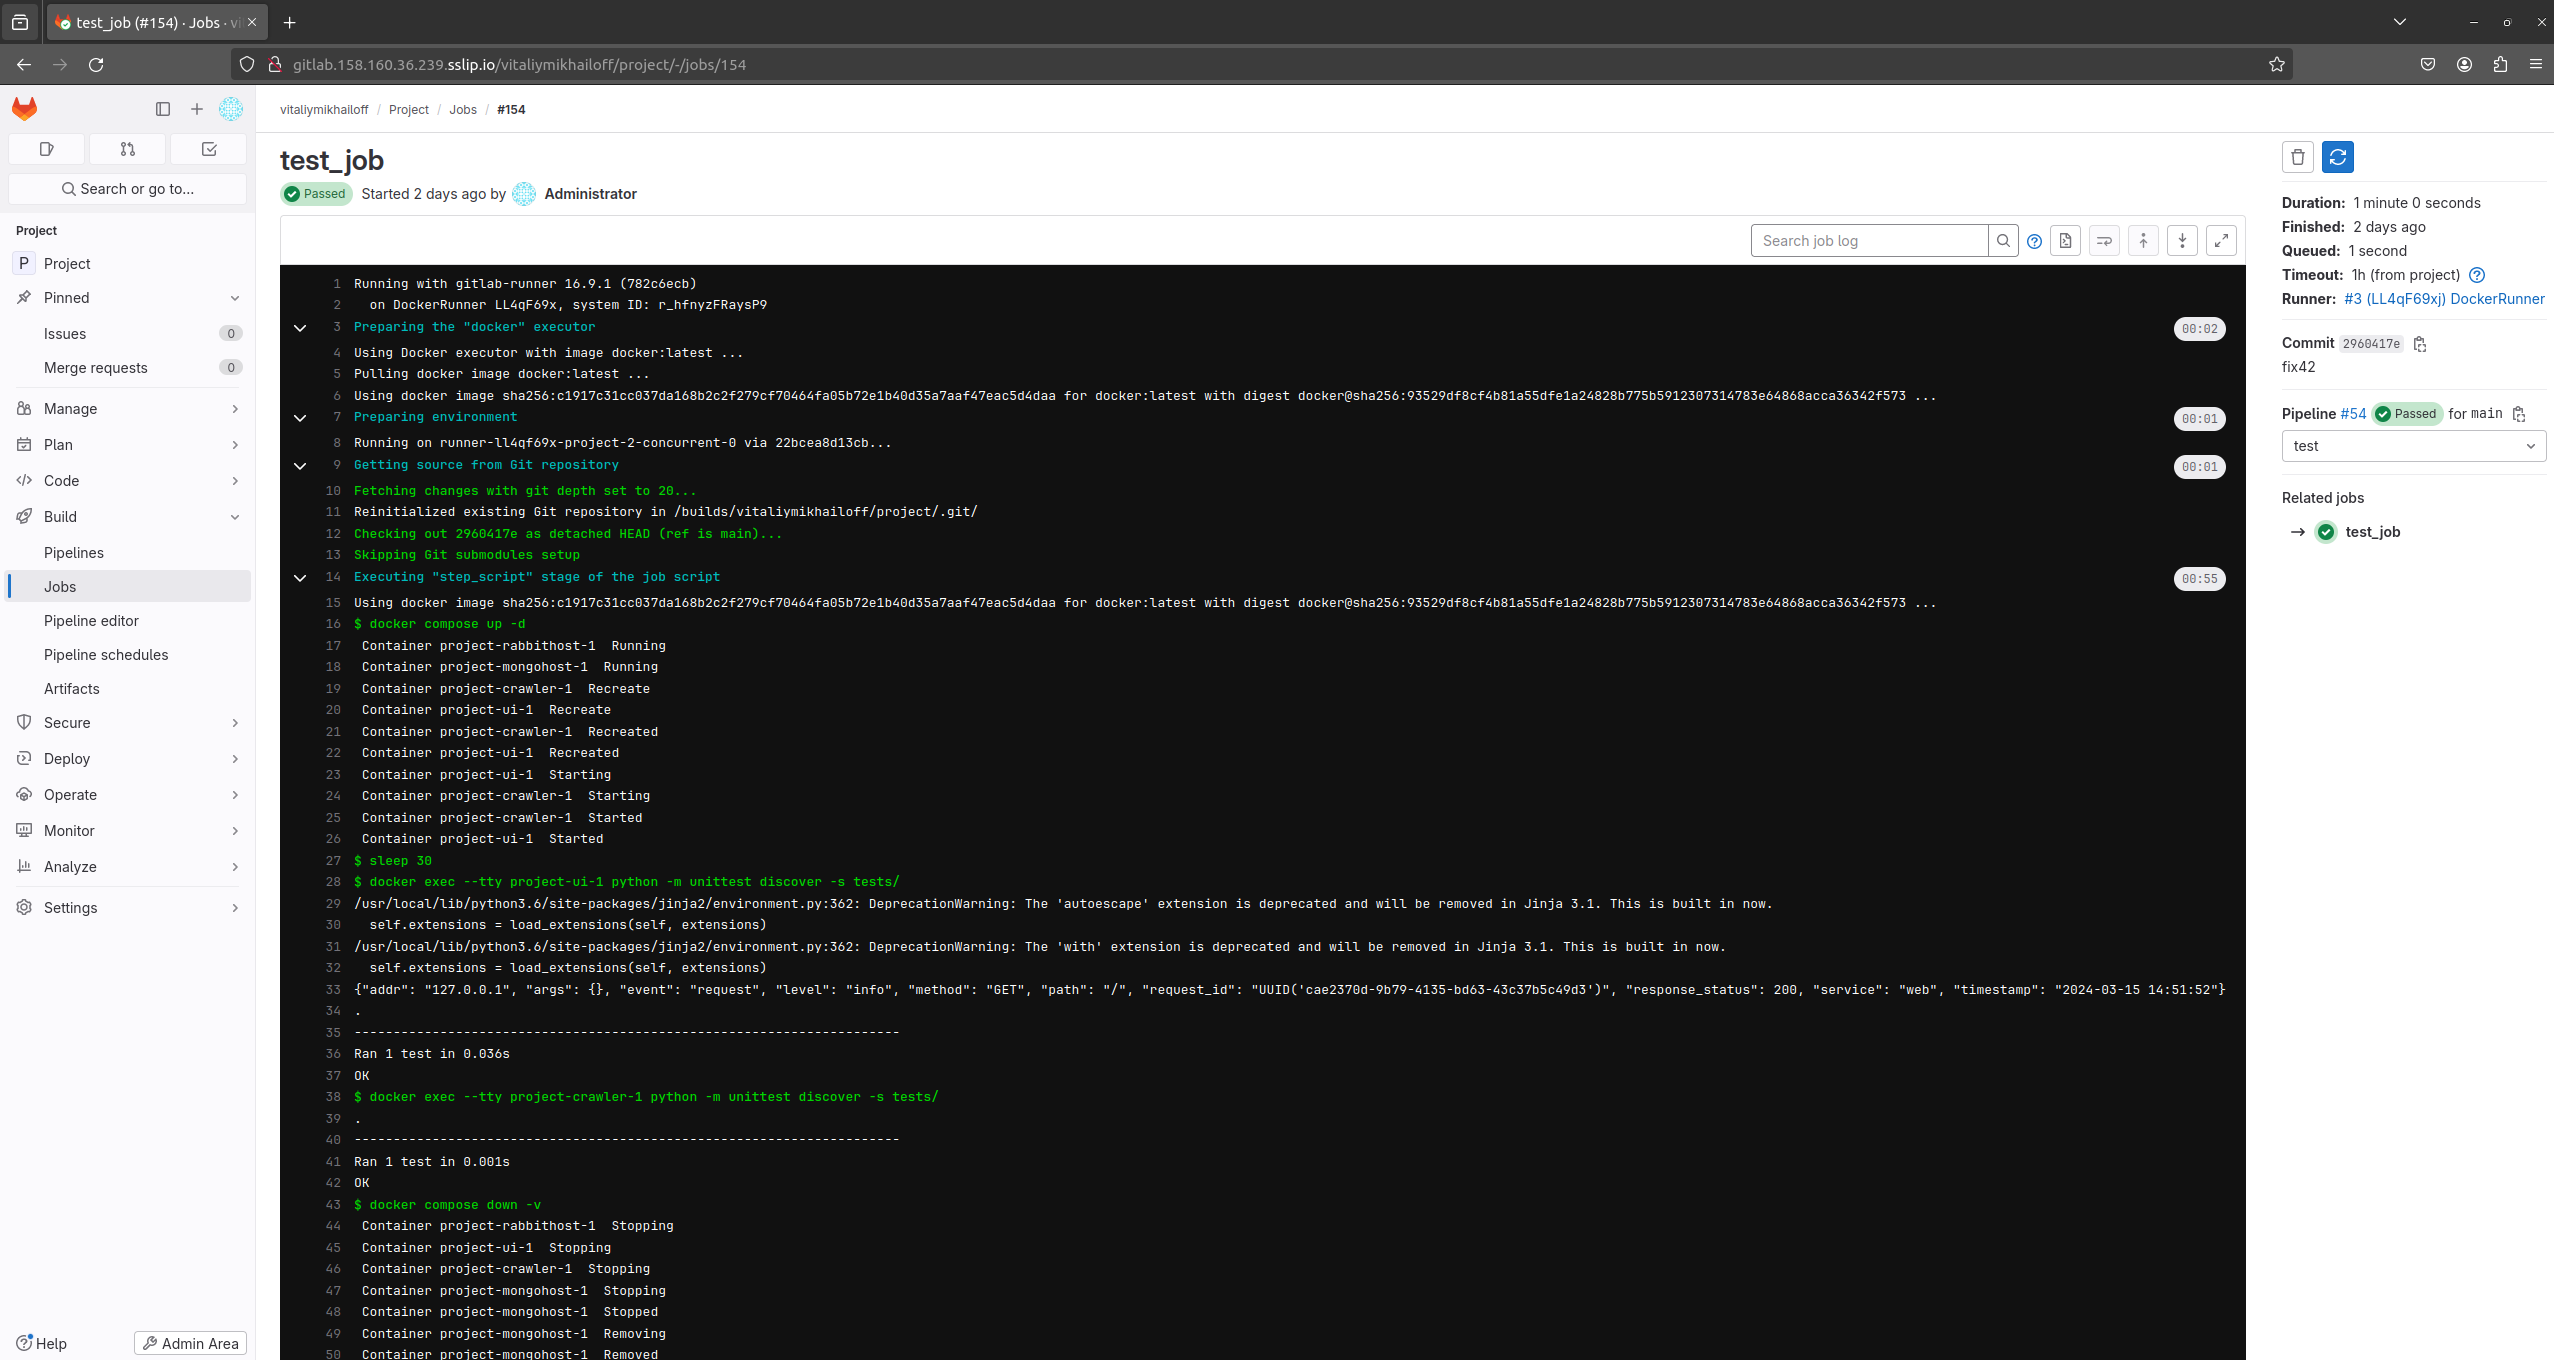 test_job (#154) · Jobs · vi
gitlab.158.160.36.239.sslip.io/vitaliymikhailoff/project/-/jobs/154
Search or go to...
Project
P Project
Pinned
Issues 0
Merge requests 0
Manage
Plan
Code
Build
Pipelines
Jobs
Pipeline editor
Pipeline schedules
Artifacts
Secure
Deploy
Operate
Monitor
Analyze
Settings
Help
Admin Area
vitaliymikhailoff / Project / Jobs / #154
test_job
Passed Started 2 days ago by Administrator
Search job log
1 Running with gitlab-runner 16.9.1 (782c6ecb)
2 on DockerRunner LL4qF69x, system ID: r_hfnyzFRaysP9
3 Preparing the "docker" executor 00:02
4 Using Docker executor with image docker:latest ...
5 Pulling docker image docker:latest ...
6 Using docker image sha256:c1917c31cc037da168b2c2f279cf70464fa05b72e1b40d35a7aaf47eac5d4daa for docker:latest with digest docker@sha256:93529df8cf4b81a55dfe1a24828b775b5912307314783e64868acca36342f573 ...
7 Preparing environment 00:01
8 Running on runner-ll4qf69x-project-2-concurrent-0 via 22bcea8d13cb...
9 Getting source from Git repository 00:01
10 Fetching changes with git depth set to 20...
11 Reinitialized existing Git repository in /builds/vitaliymikhailoff/project/.git/
12 Checking out 2960417e as detached HEAD (ref is main)...
13 Skipping Git submodules setup
14 Executing "step_script" stage of the job script 00:55
15 Using docker image sha256:c1917c31cc037da168b2c2f279cf70464fa05b72e1b40d35a7aaf47eac5d4daa for docker:latest with digest docker@sha256:93529df8cf4b81a55dfe1a24828b775b5912307314783e64868acca36342f573 ...
16 $ docker compose up -d
17 Container project-rabbithost-1 Running
18 Container project-mongohost-1 Running
19 Container project-crawler-1 Recreate
20 Container project-ui-1 Recreate
21 Container project-crawler-1 Recreated
22 Container project-ui-1 Recreated
23 Container project-ui-1 Starting
24 Container project-crawler-1 Starting
25 Container project-crawler-1 Started
26 Container project-ui-1 Started
27 $ sleep 30
28 $ docker exec --tty project-ui-1 python -m unittest discover -s tests/
29 /usr/local/lib/python3.6/site-packages/jinja2/environment.py:362: DeprecationWarning: The 'autoescape' extension is deprecated and will be removed in Jinja 3.1. This is built in now.
30 self.extensions = load_extensions(self, extensions)
31 /usr/local/lib/python3.6/site-packages/jinja2/environment.py:362: DeprecationWarning: The 'with' extension is deprecated and will be removed in Jinja 3.1. This is built in now.
32 self.extensions = load_extensions(self, extensions)
33 {"addr": "127.0.0.1", "args": {}, "event": "request", "level": "info", "method": "GET", "path": "/", "request_id": "UUID('cae2370d-9b79-4135-bd63-43c37b5c49d3')", "response_status": 200, "service": "web", "timestamp": "2024-03-15 14:51:52"}
34 .
35 ----------------------------------------------------------------------
36 Ran 1 test in 0.036s
37 OK
38 $ docker exec --tty project-crawler-1 python -m unittest discover -s tests/
39 .
40 ----------------------------------------------------------------------
41 Ran 1 test in 0.001s
42 OK
43 $ docker compose down -v
44 Container project-rabbithost-1 Stopping
45 Container project-ui-1 Stopping
46 Container project-crawler-1 Stopping
47 Container project-mongohost-1 Stopping
48 Container project-mongohost-1 Stopped
49 Container project-mongohost-1 Removing
50 Container project-mongohost-1 Removed
Duration: 1 minute 0 seconds
Finished: 2 days ago
Queued: 1 second
Timeout: 1h (from project)
Runner: #3 (LL4qF69xj) DockerRunner
Commit 2960417e
fix42
Pipeline #54 Passed for main
test
Related jobs
test_job